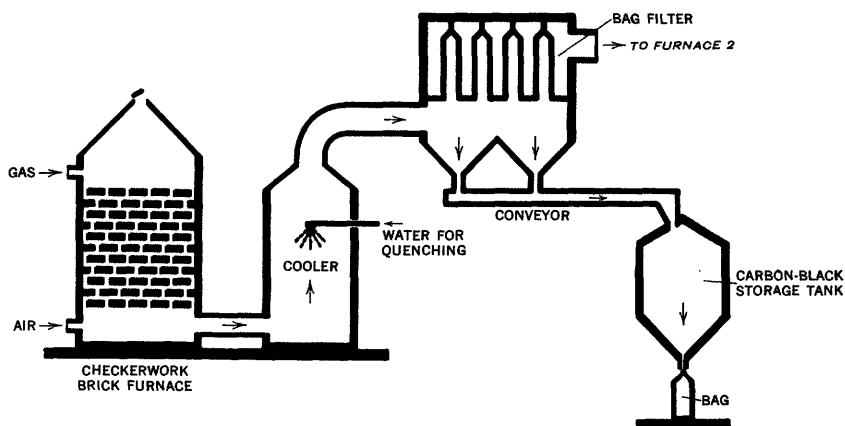 BAG FILTER
TO FURNACE 2
GAS
CONVEYOR
WATER FOR
QUENCHING
COOLER
CARBON-BLACK
STORAGE TANK
AIR
CHECKERWORK
BRICK FURNACE
BAG